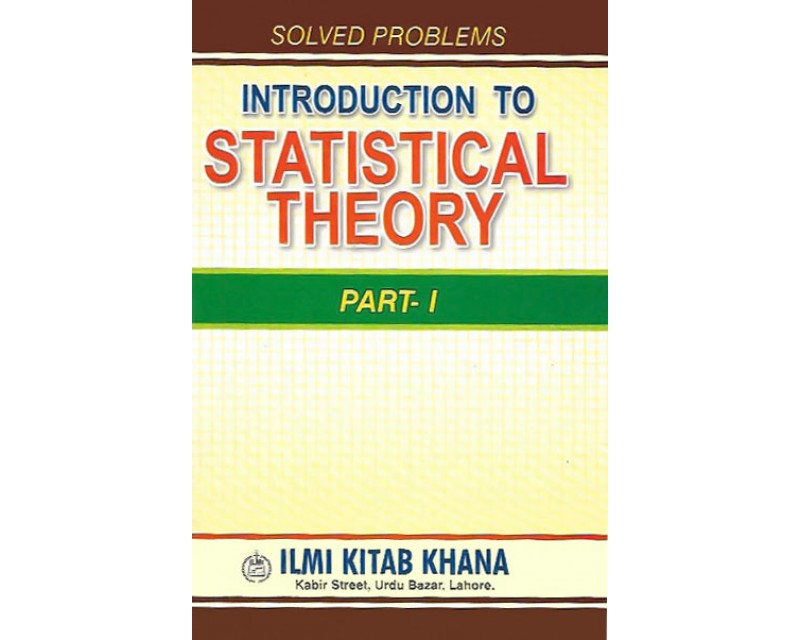 SOLVED PROBLEMS
INTRODUCTION TO
STATISTICAL
THEORY
PART- I
ILMI KITAB KHANA
Kabir Street, Urdu Bazar, Lahore.